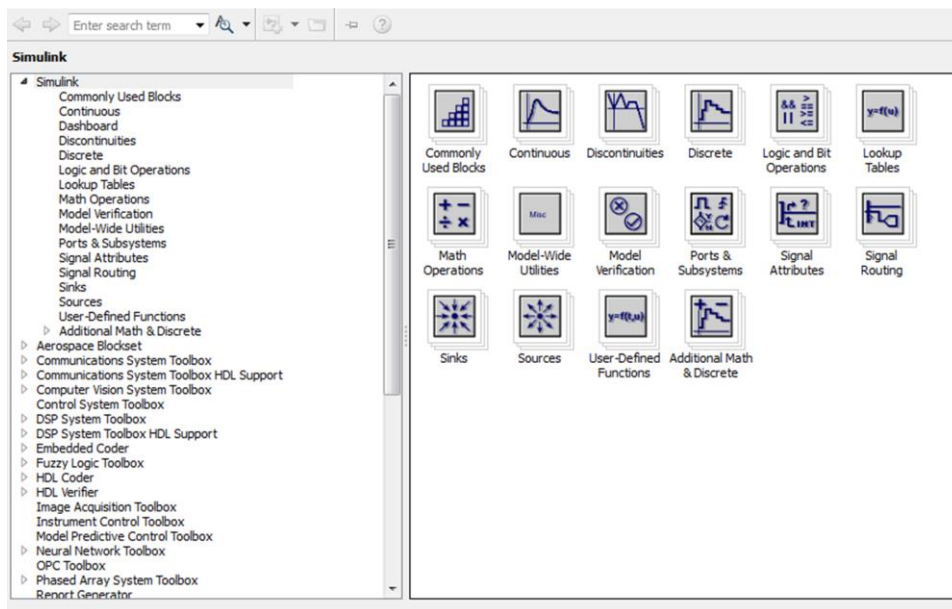 Enter search term
Simulink
Simulink
Commonly Used Blocks
Continuous
Dashboard
Discontinuities
Discrete
Logic and Bit Operations
Lookup Tables
Math Operations
Model Verification
Model-Wide Utilities
Ports & Subsystems
Signal Attributes
Signal Routing
Sinks
Sources
User-Defined Functions
Additional Math & Discrete
Aerospace Blockset
Communications System Toolbox
Communications System Toolbox HDL Support
Computer Vision System Toolbox
Control System Toolbox
DSP System Toolbox
DSP System Toolbox HDL Support
Embedded Coder
Fuzzy Logic Toolbox
HDL Coder
HDL Verifier
Image Acquisition Toolbox
Instrument Control Toolbox
Model Predictive Control Toolbox
Neural Network Toolbox
OPC Toolbox
Phased Array System Toolbox
Report Generator
&& >
|| >=
<=
y=f(u)
Commonly
Used Blocks
Continuous
Discontinuities
Discrete
Logic and Bit
Operations
Lookup
Tables
+ −
÷ ×
Misc
?
INT
Math
Operations
Model-Wide
Utilities
Model
Verification
Ports &
Subsystems
Signal
Attributes
Signal
Routing
y=f(t,u)
+ −
Sinks
Sources
User-Defined
Functions
Additional Math
& Discrete